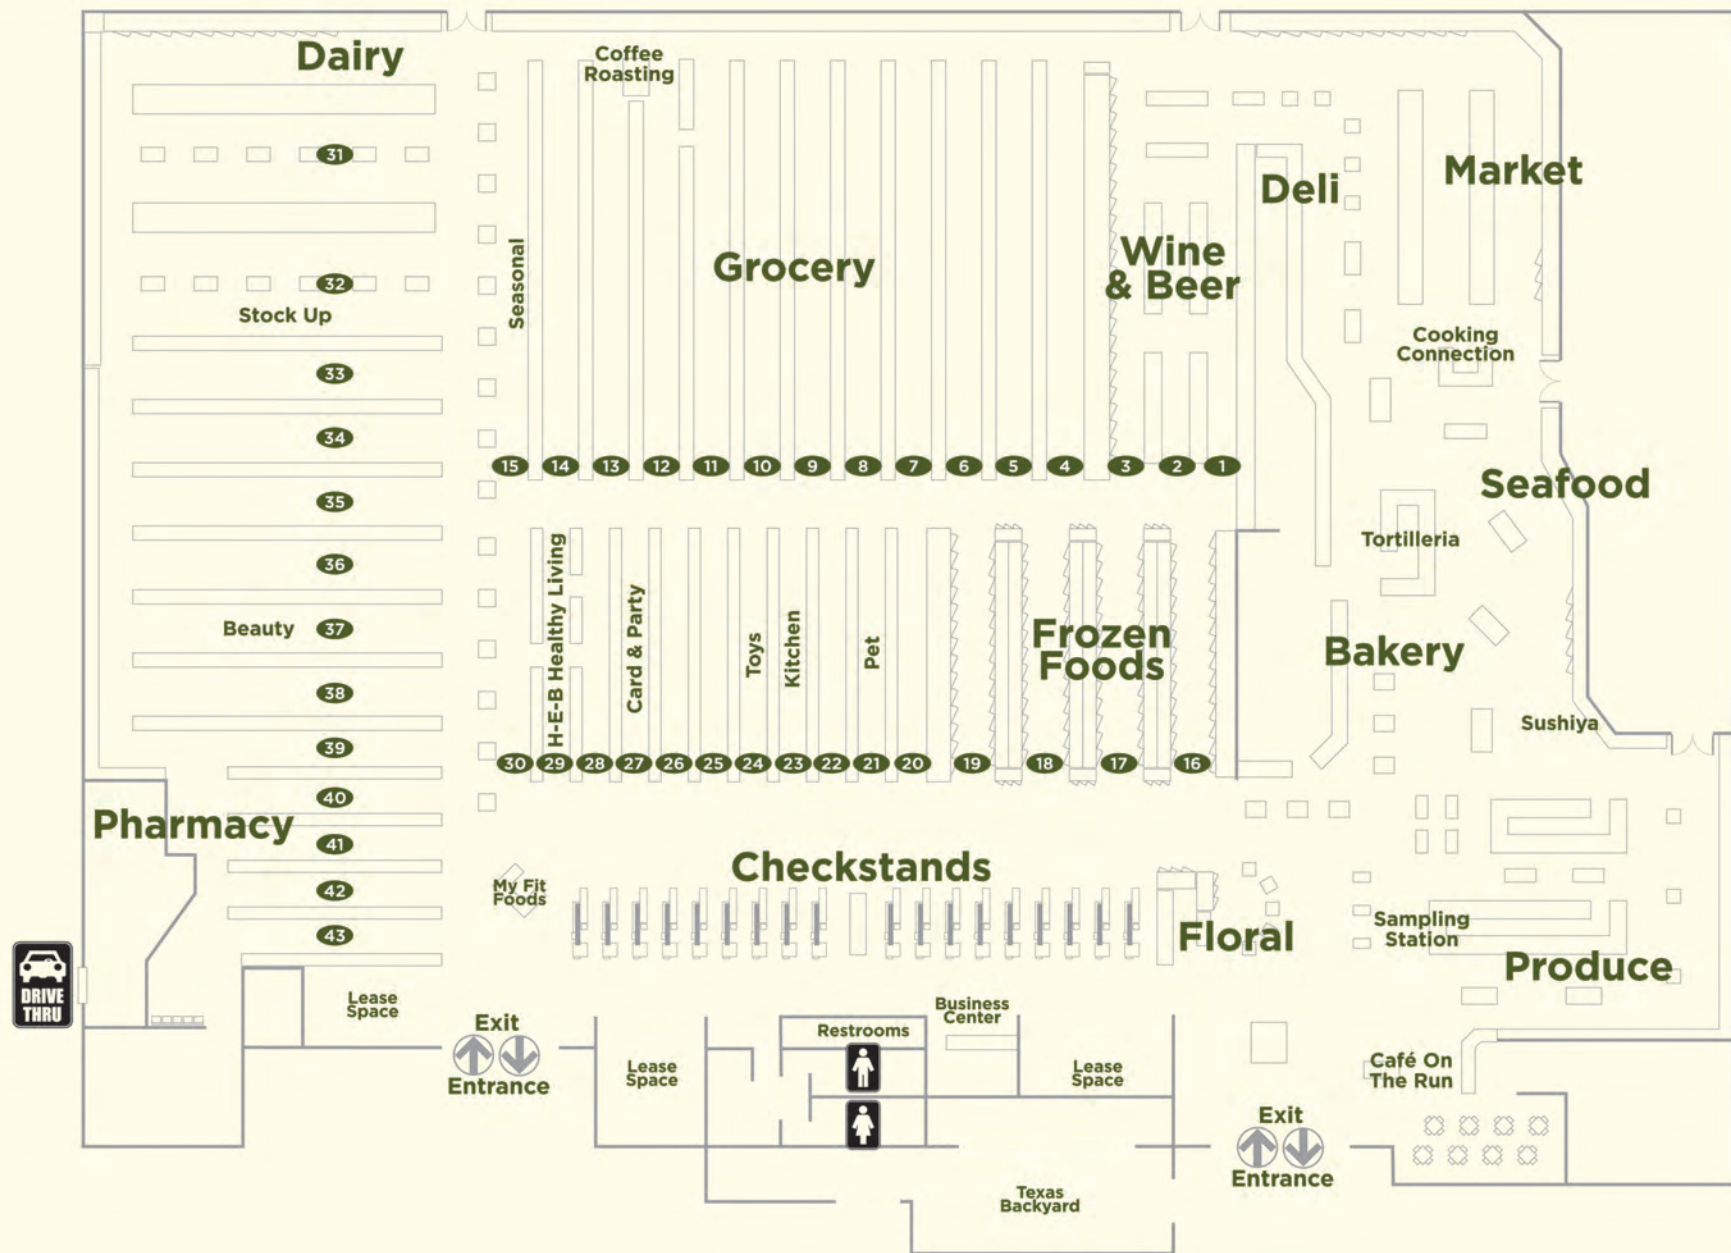 Dairy
Coffee
Roasting
31
Deli
Market
Seasonal
Grocery
Wine
& Beer
32
Stock Up
Cooking
Connection
33
34
15
14
13
12
11
10
9
8
7
6
5
4
3
2
1
Seafood
35
Tortilleria
36
H-E-B Healthy Living
Card & Party
Toys
Kitchen
Pet
Frozen
Foods
Bakery
Beauty
37
38
Sushiya
39
30
29
28
27
26
25
24
23
22
21
20
19
18
17
16
40
Pharmacy
41
Checkstands
42
My Fit
Foods
43
Floral
Sampling
Station
Produce
DRIVE
THRU
Lease
Space
Exit
Entrance
Lease
Space
Restrooms
Business
Center
Lease
Space
Café On
The Run
Exit
Entrance
Texas
Backyard